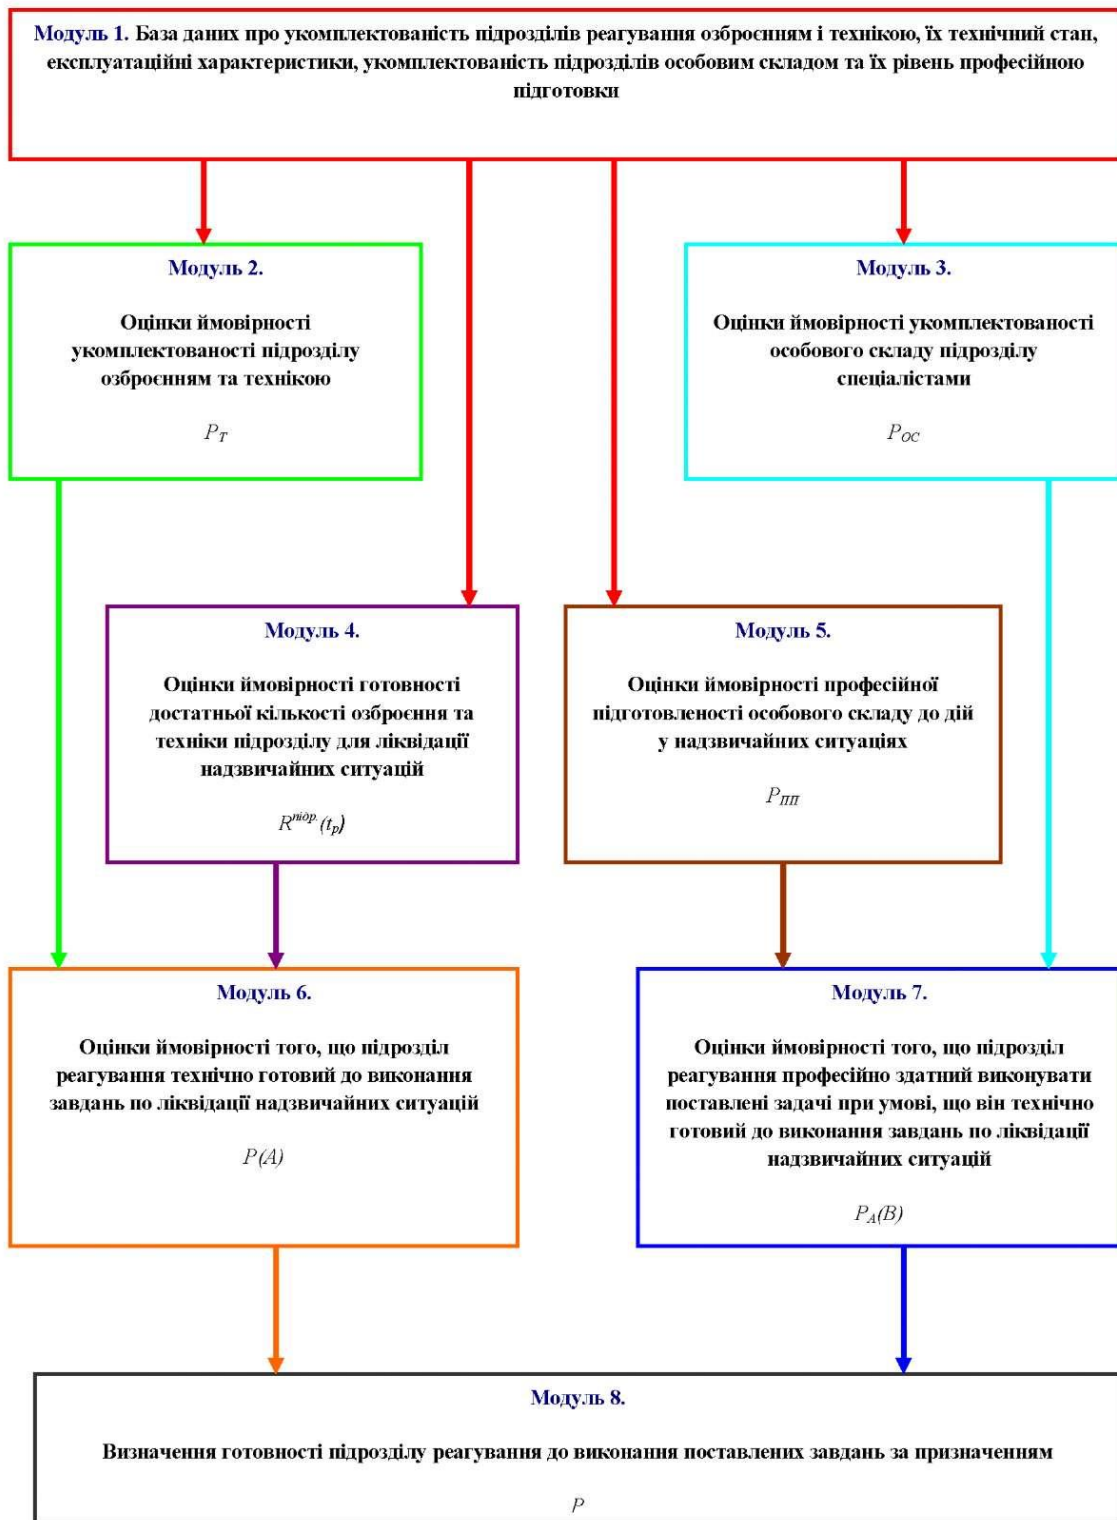 Модуль 1. База даних про укомплектованість підрозділів реагування озброєнням і технікою, їх технічний стан,
експлуатаційні характеристики, укомплектованість підрозділів особовим складом та їх рівень професійною
підготовки
Модуль 2.
Оцінки ймовірності
укомплектованості підрозділу
озброєнням та технікою
P_T
Модуль 3.
Оцінки ймовірності укомплектованості
особового складу підрозділу
спеціалістами
P_OC
Модуль 4.
Оцінки ймовірності готовності
достатньої кількості озброєння та
техніки підрозділу для ліквідації
надзвичайних ситуацій
R^підр.(t_p)
Модуль 5.
Оцінки ймовірності професійної
підготовленості особового складу до дій
у надзвичайних ситуаціях
P_ПП
Модуль 6.
Оцінки ймовірності того, що підрозділ
реагування технічно готовий до виконання
завдань по ліквідації надзвичайних ситуацій
P(A)
Модуль 7.
Оцінки ймовірності того, що підрозділ
реагування професійно здатний виконувати
поставлені задачі при умові, що він технічно
готовий до виконання завдань по ліквідації
надзвичайних ситуацій
P_A(B)
Модуль 8.
Визначення готовності підрозділу реагування до виконання поставлених завдань за призначенням
P